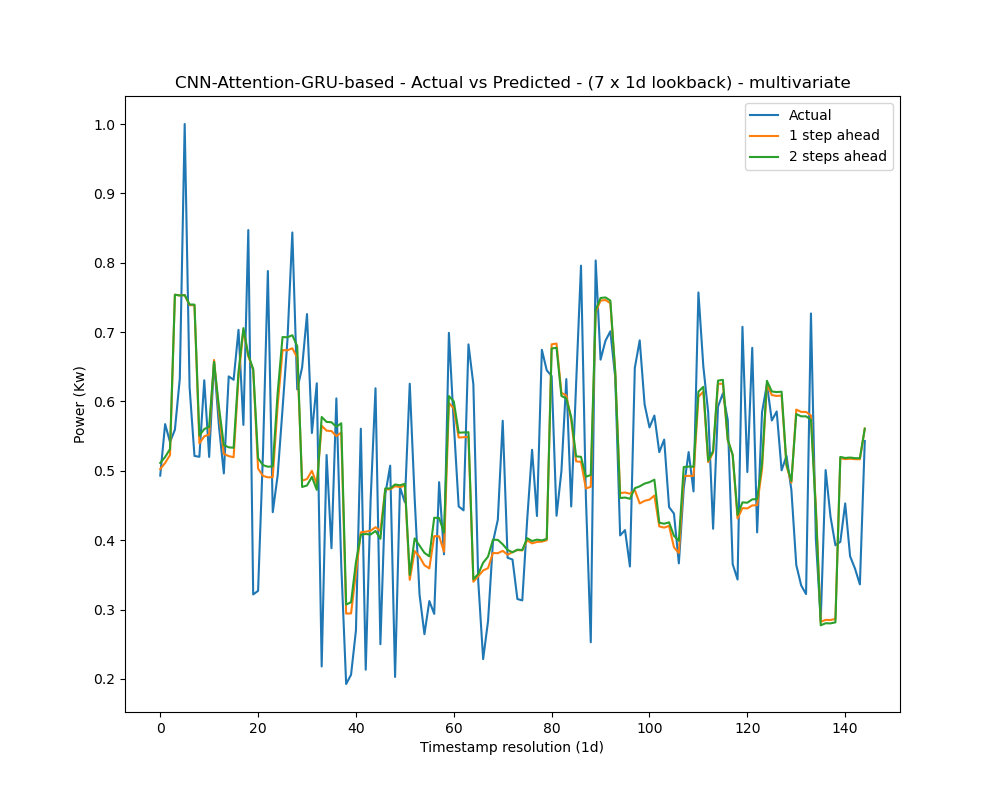 CNN-Attention-GRU-based - Actual vs Predicted - (7 x 1d lookback) - multivariate
Actual
1 step ahead
2 steps ahead
1.0
0.9
0.8
0.7
0.6
0.5
0.4
0.3
0.2
Power (Kw)
0 20 40 60 80 100 120 140
Timestamp resolution (1d)